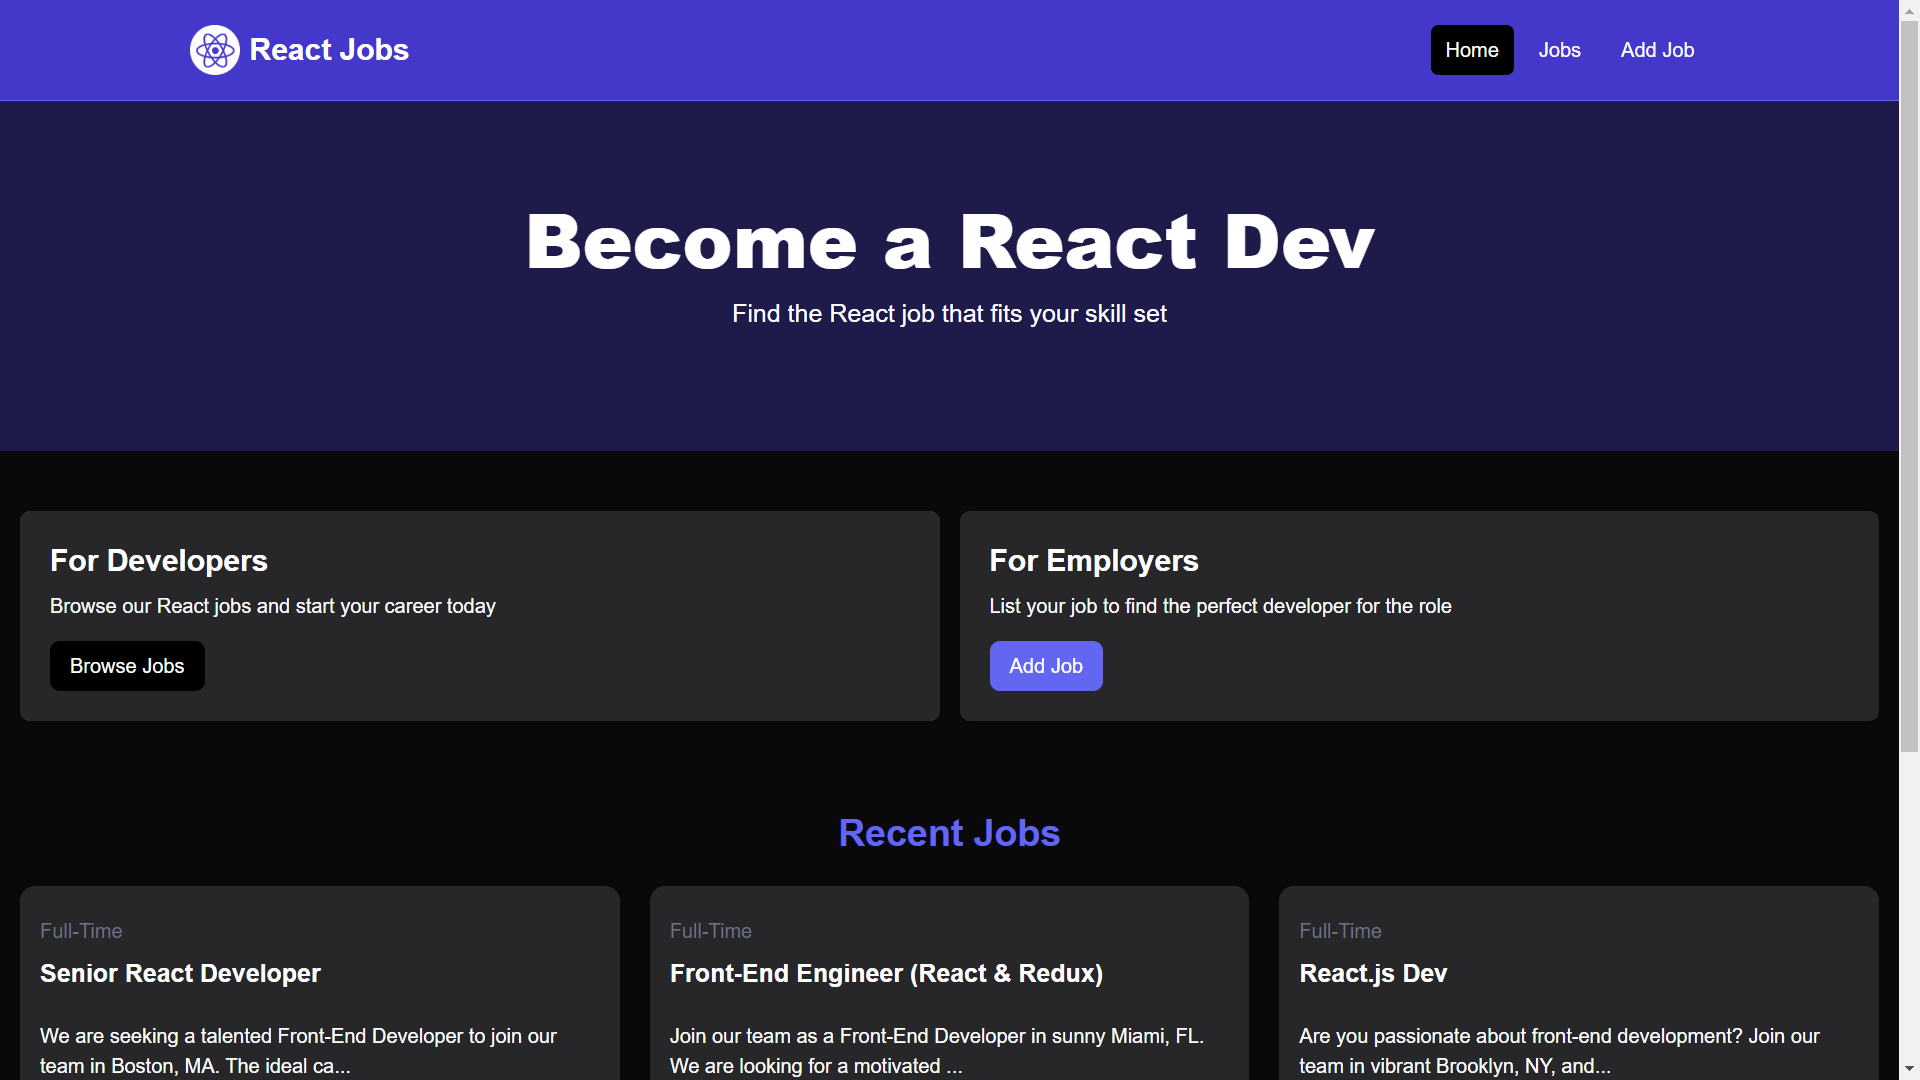 React Jobs
Home
Jobs
Add Job
Become a React Dev
Find the React job that fits your skill set
For Developers
Browse our React jobs and start your career today
Browse Jobs
For Employers
List your job to find the perfect developer for the role
Add Job
Recent Jobs
Full-Time
Senior React Developer
We are seeking a talented Front-End Developer to join our
team in Boston, MA. The ideal ca...
Full-Time
Front-End Engineer (React & Redux)
Join our team as a Front-End Developer in sunny Miami, FL.
We are looking for a motivated ...
Full-Time
React.js Dev
Are you passionate about front-end development? Join our
team in vibrant Brooklyn, NY, and...